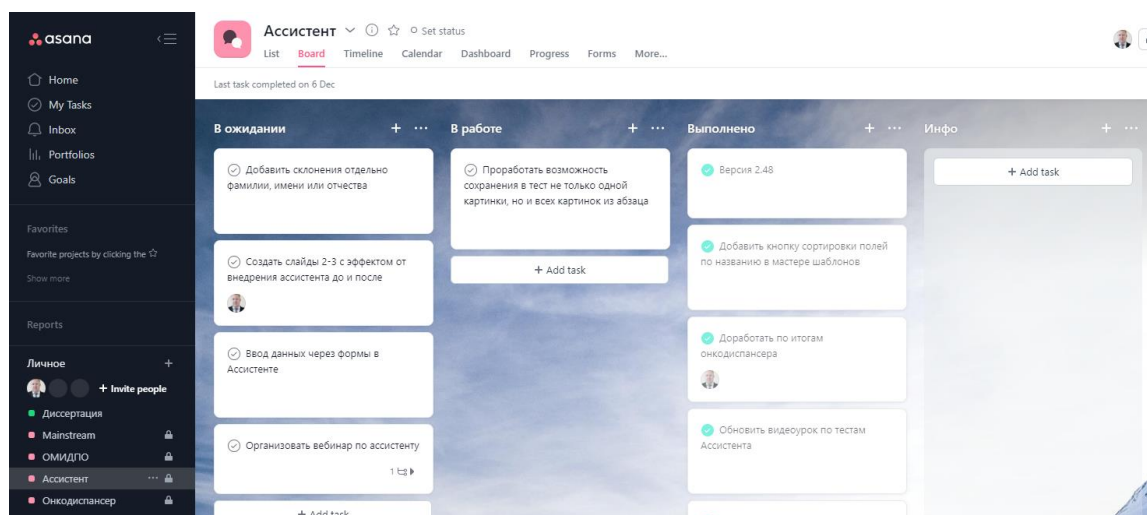 asana
Home
My Tasks
Inbox
Portfolios
Goals
Favorites
Favorite projects by clicking the
Show more
Reports
Личное +
+ Invite people
Диссертация
Mainstream
ОМИДПО
Ассистент ...
Онкодиспансер
Ассистент
Set status
List Board Timeline Calendar Dashboard Progress Forms More...
Last task completed on 6 Dec
В ожидании + ...
Добавить склонения отдельно
фамилии, имени или отчества
Создать слайды 2-3 с эффектом от
внедрения ассистента до и после
Ввод данных через формы в
Ассистенте
Организовать вебинар по ассистенту
1
+ Add task
В работе + ...
Проработать возможность
сохранения в тест не только одной
картинки, но и всех картинок из абзаца
+ Add task
Выполнено + ...
Версия 2.48
Добавить кнопку сортировки полей
по названию в мастере шаблонов
Доработать по итогам
онкодиспансера
Обновить видеоурок по тестам
Ассистента
Инфо + ...
+ Add task